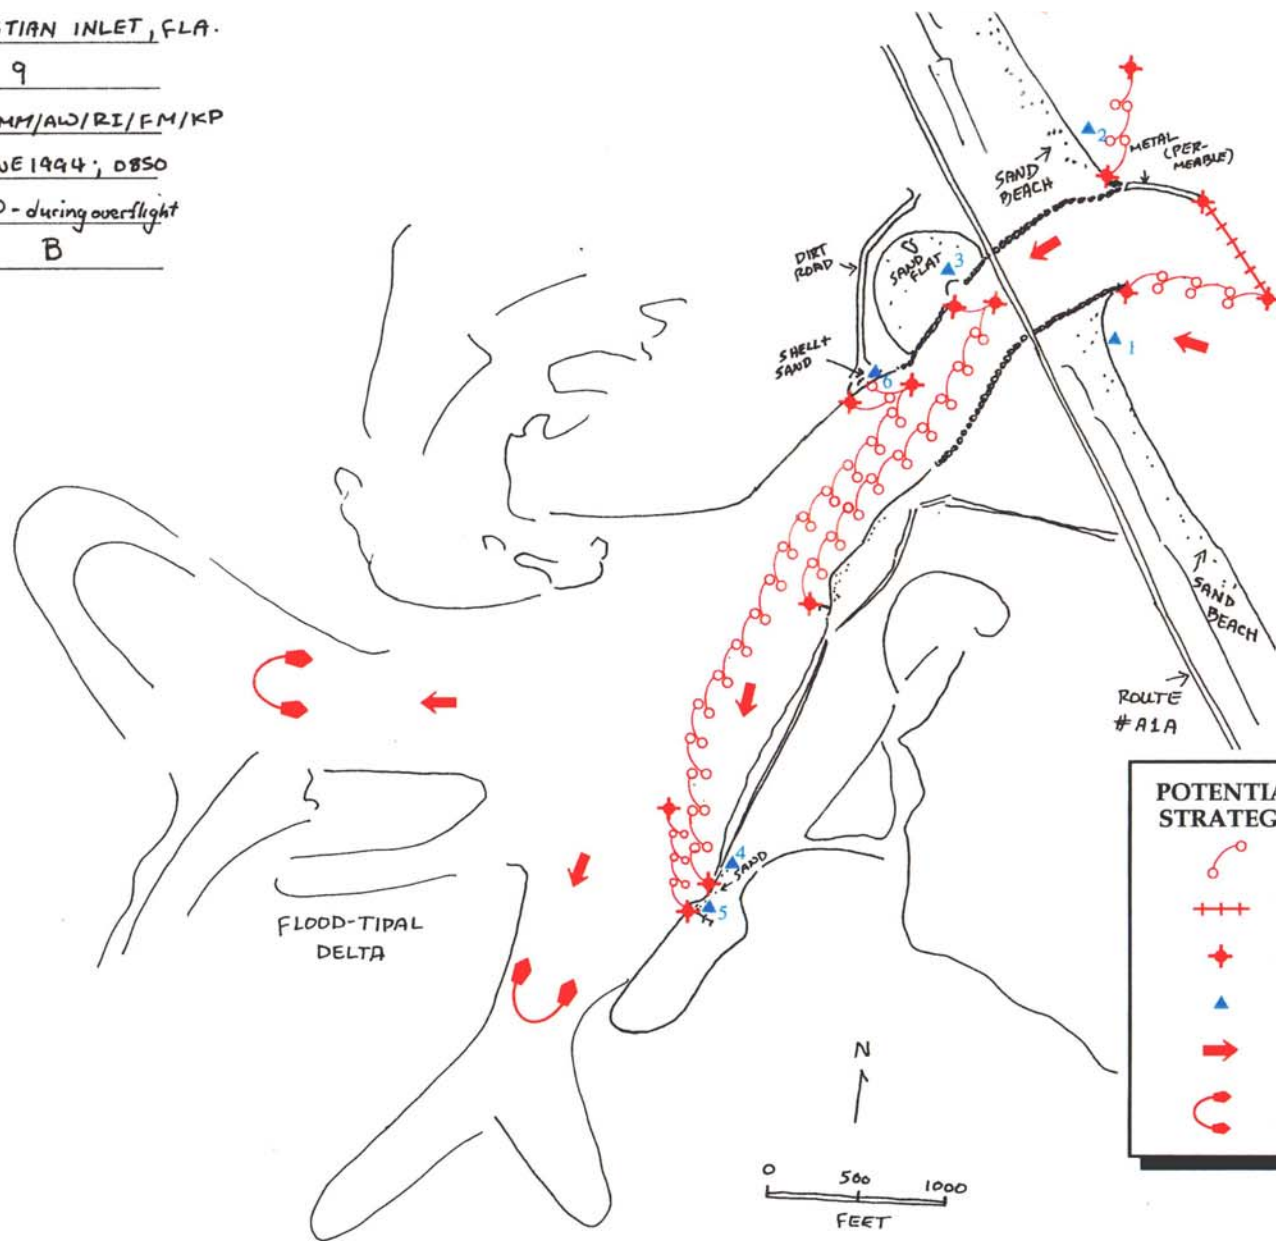 TIAN INLET, FLA.
9
MM/AW/RI/FM/KP
NE 1994; 0850
D - during overflight
B
2
METAL
(PER-
MEABLE)
SAND
BEACH
DIRT
ROAD
SAND
FLAT
3
1
SHELL+
SAND
6
SAND
BEACH
ROUTE
#A1A
POTENTIA
STRATEG
4
SAND
5
FLOOD-TIDAL
DELTA
N
0 500 1000
FEET